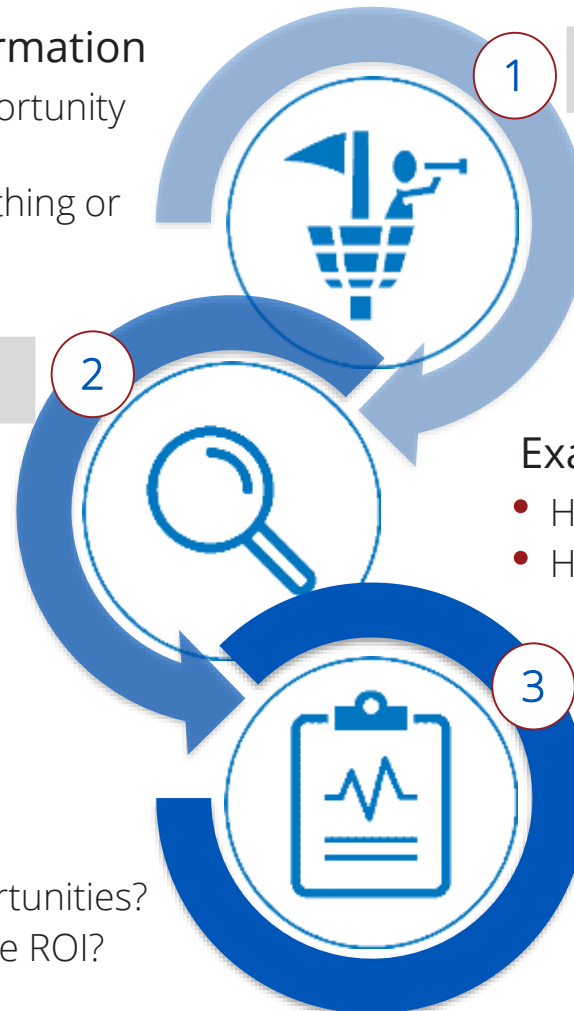 rmation
1
ortunity
thing or
2
Exa
H
H
3
rtunities?
e ROI?